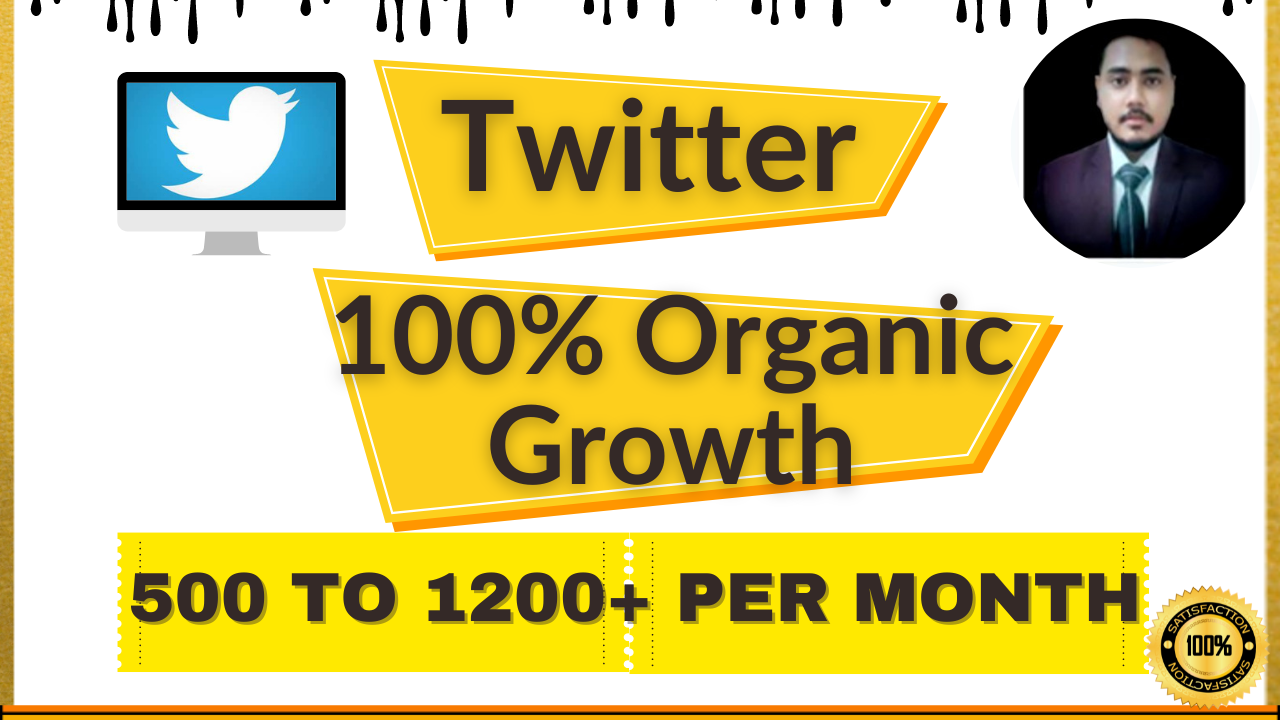 Twitter
100% Organic
Growth
500 TO 1200+ PER MONTH
SATISFACTION
100%
SATISFACTION